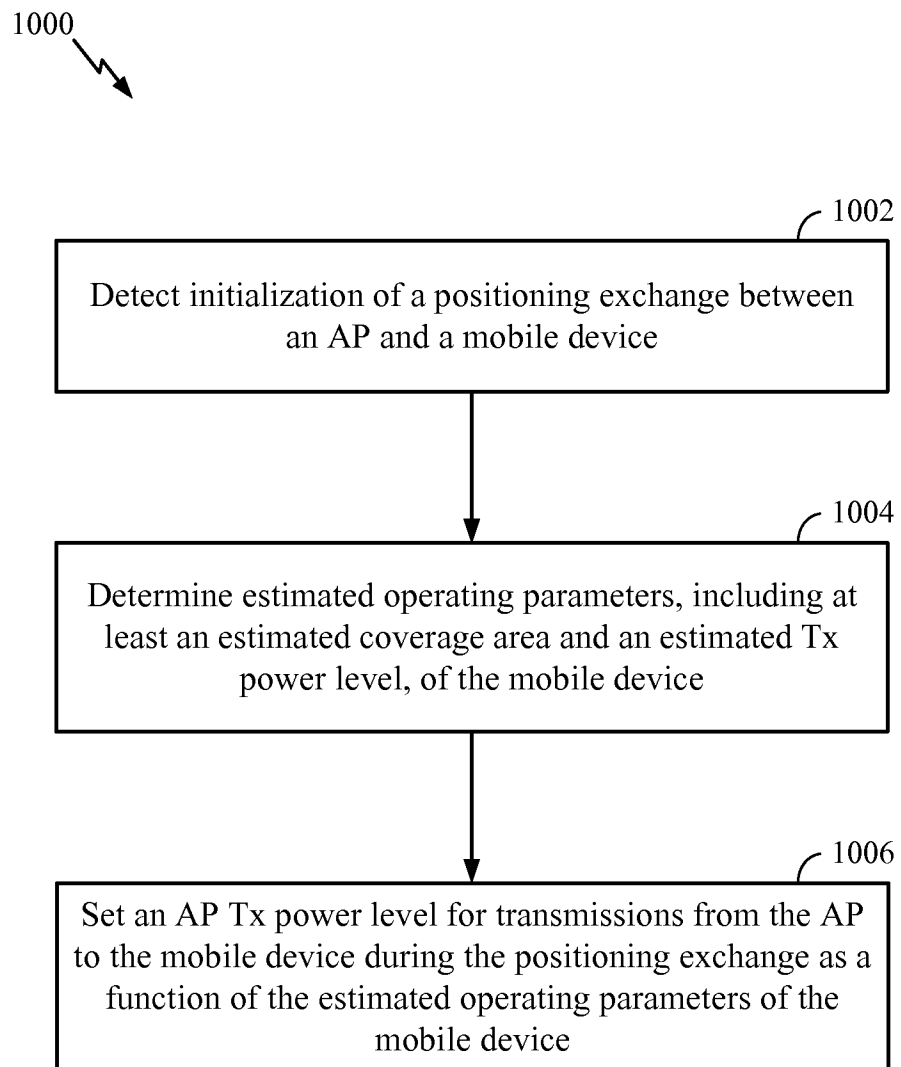 1000
1002
Detect initialization of a positioning exchange between
an AP and a mobile device
1004
Determine estimated operating parameters, including at
least an estimated coverage area and an estimated Tx
power level, of the mobile device
1006
Set an AP Tx power level for transmissions from the AP
to the mobile device during the positioning exchange as a
function of the estimated operating parameters of the
mobile device